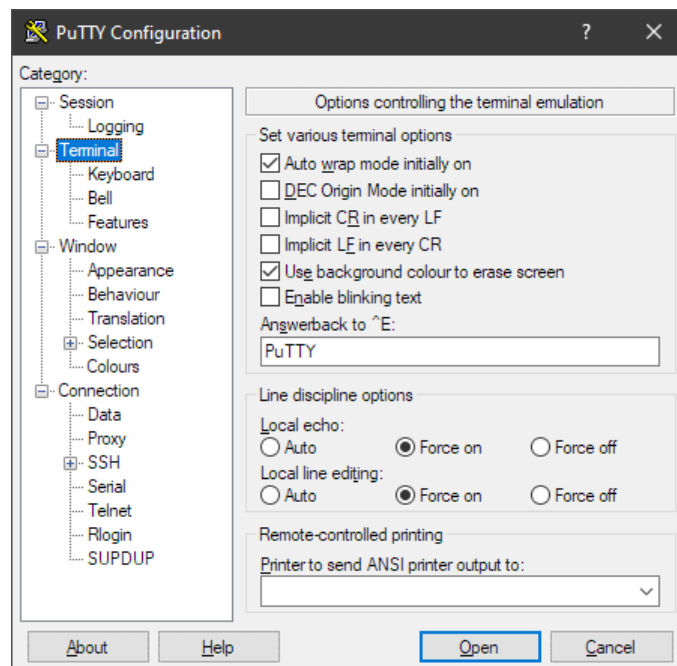 PuTTY Configuration
?
Category:
Session
Logging
Terminal
Keyboard
Bell
Features
Window
Appearance
Behaviour
Translation
Selection
Colours
Connection
Data
Proxy
SSH
Serial
Telnet
Rlogin
SUPDUP
Options controlling the terminal emulation
Set various terminal options
Auto wrap mode initially on
DEC Origin Mode initially on
Implicit CR in every LF
Implicit LF in every CR
Use background colour to erase screen
Enable blinking text
Answerback to ^E:
PuTTY
Line discipline options
Local echo:
Auto Force on Force off
Local line editing:
Auto Force on Force off
Remote-controlled printing
Printer to send ANSI printer output to:
About Help Open Cancel